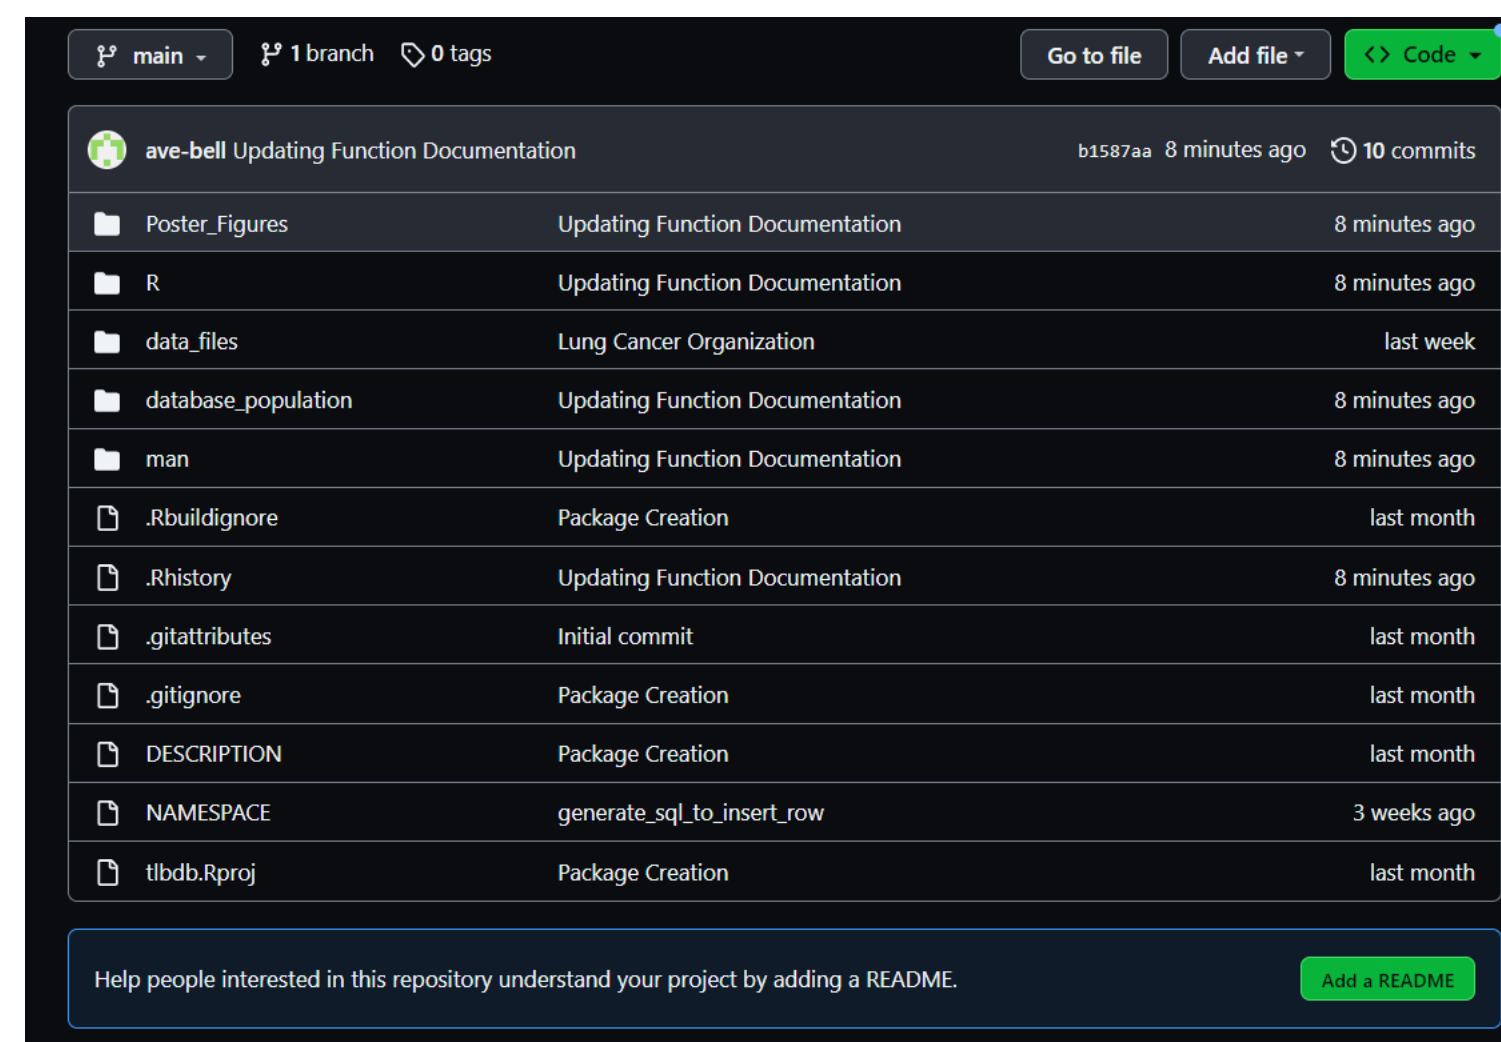 main 1 branch 0 tags Go to file Add file Code
ave-bell Updating Function Documentation b1587aa 8 minutes ago 10 commits
Poster_Figures Updating Function Documentation 8 minutes ago
R Updating Function Documentation 8 minutes ago
data_files Lung Cancer Organization last week
database_population Updating Function Documentation 8 minutes ago
man Updating Function Documentation 8 minutes ago
.Rbuildignore Package Creation last month
.Rhistory Updating Function Documentation 8 minutes ago
.gitattributes Initial commit last month
.gitignore Package Creation last month
DESCRIPTION Package Creation last month
NAMESPACE generate_sql_to_insert_row 3 weeks ago
tlbdb.Rproj Package Creation last month
Help people interested in this repository understand your project by adding a README. Add a README